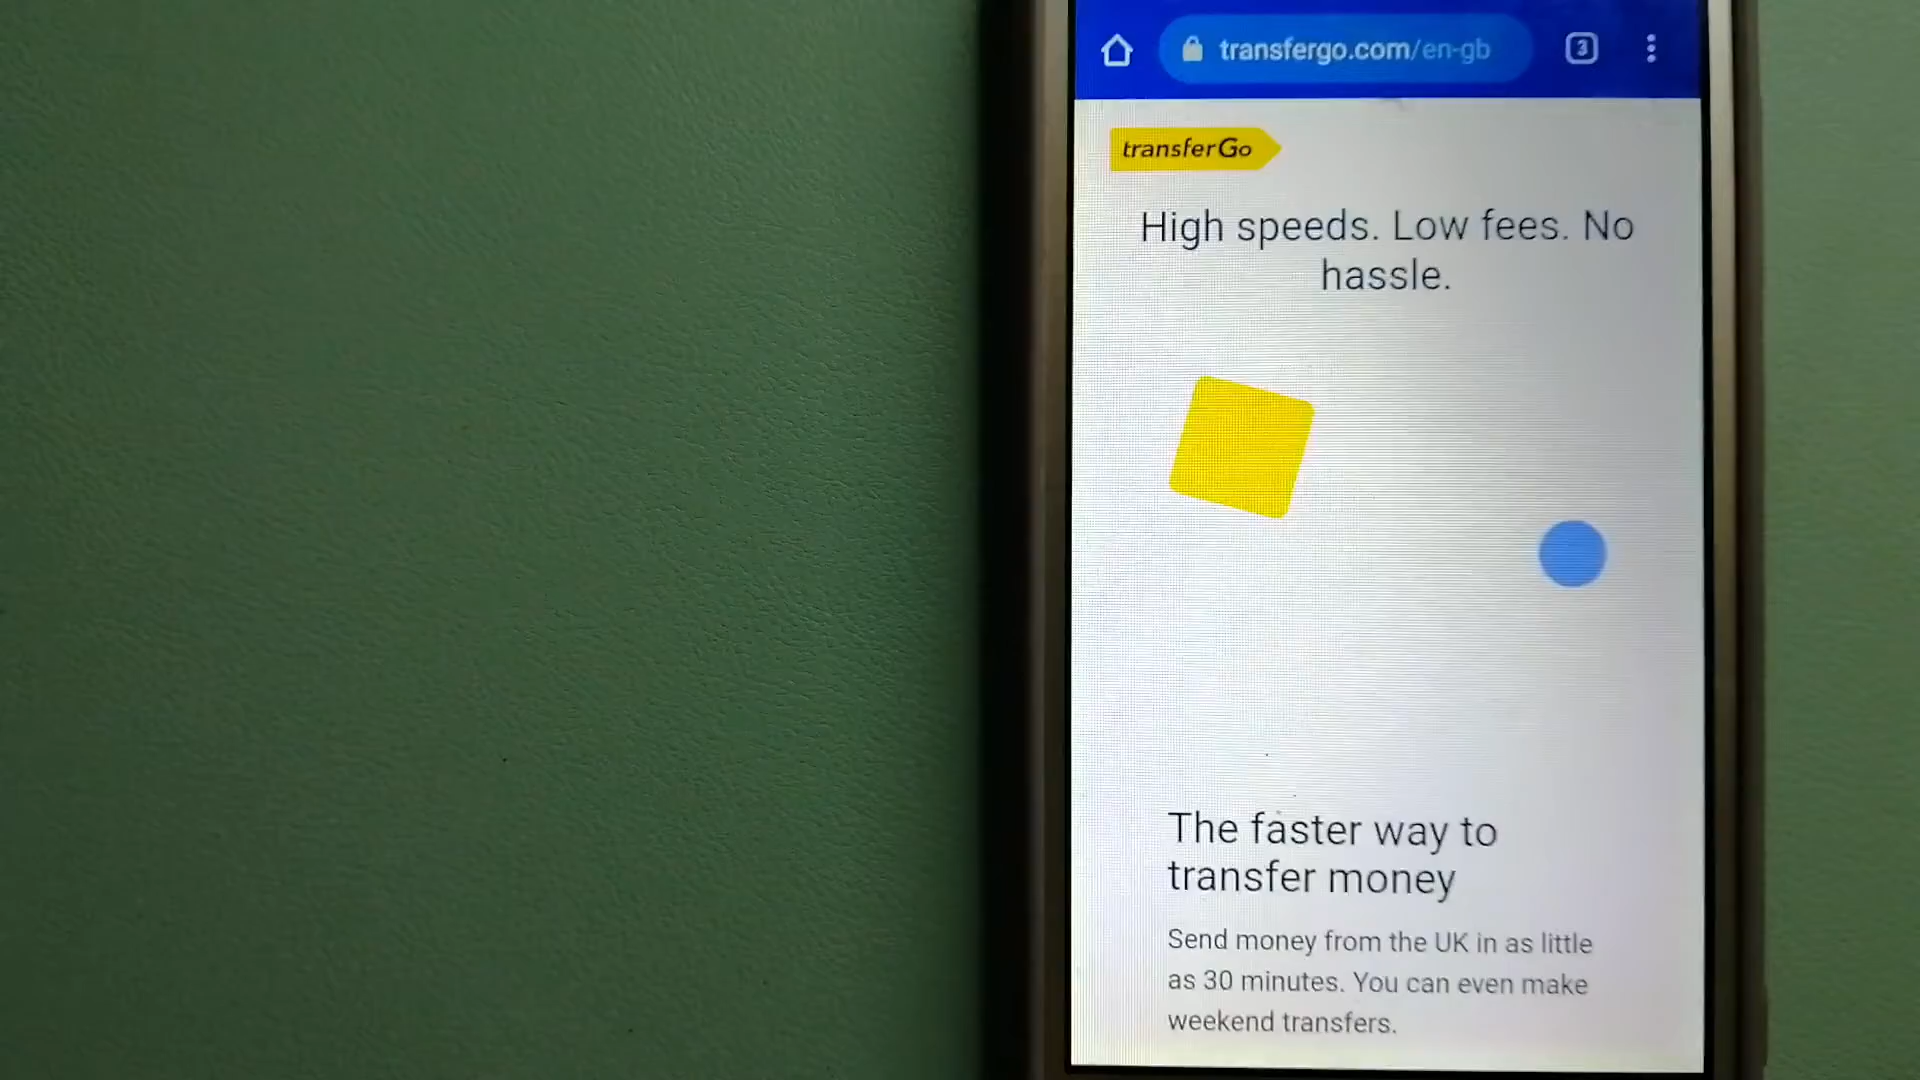 transfergo.com/en-gb
3
transferGo
High speeds. Low fees. No
hassle.
The faster way to
transfer money
Send money from the UK in as little
as 30 minutes. You can even make
weekend transfers.